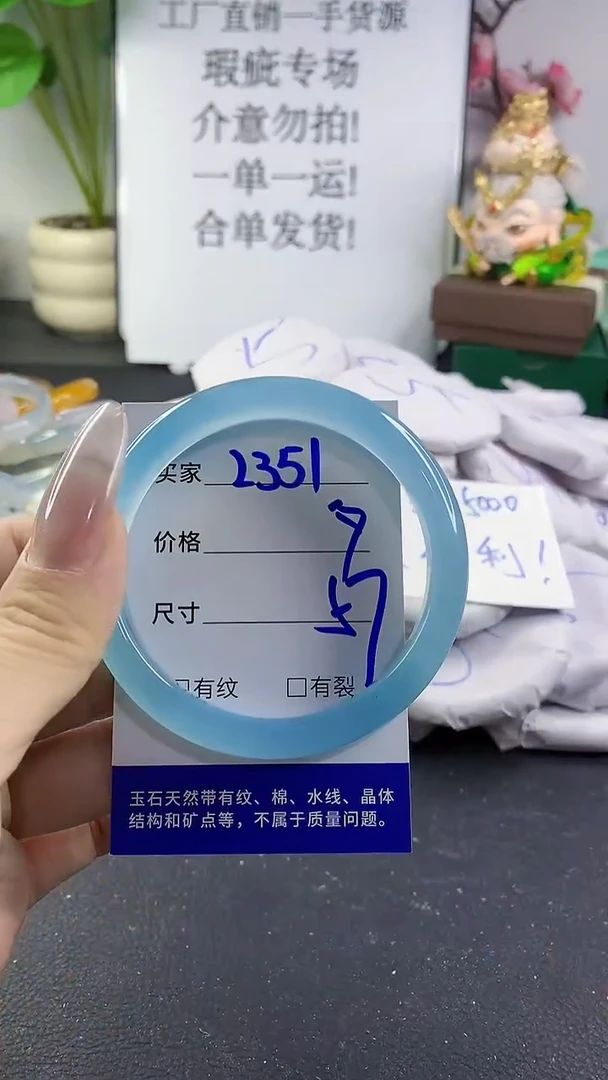 工厂直销一手货源
瑕疵专场
介意勿拍!
一单一运!
合单发货!
买家 2351
价格
尺寸
□有纹 □有裂
5000
利!
玉石天然带有纹、棉、水线、晶体
结构和矿点等，不属于质量问题。